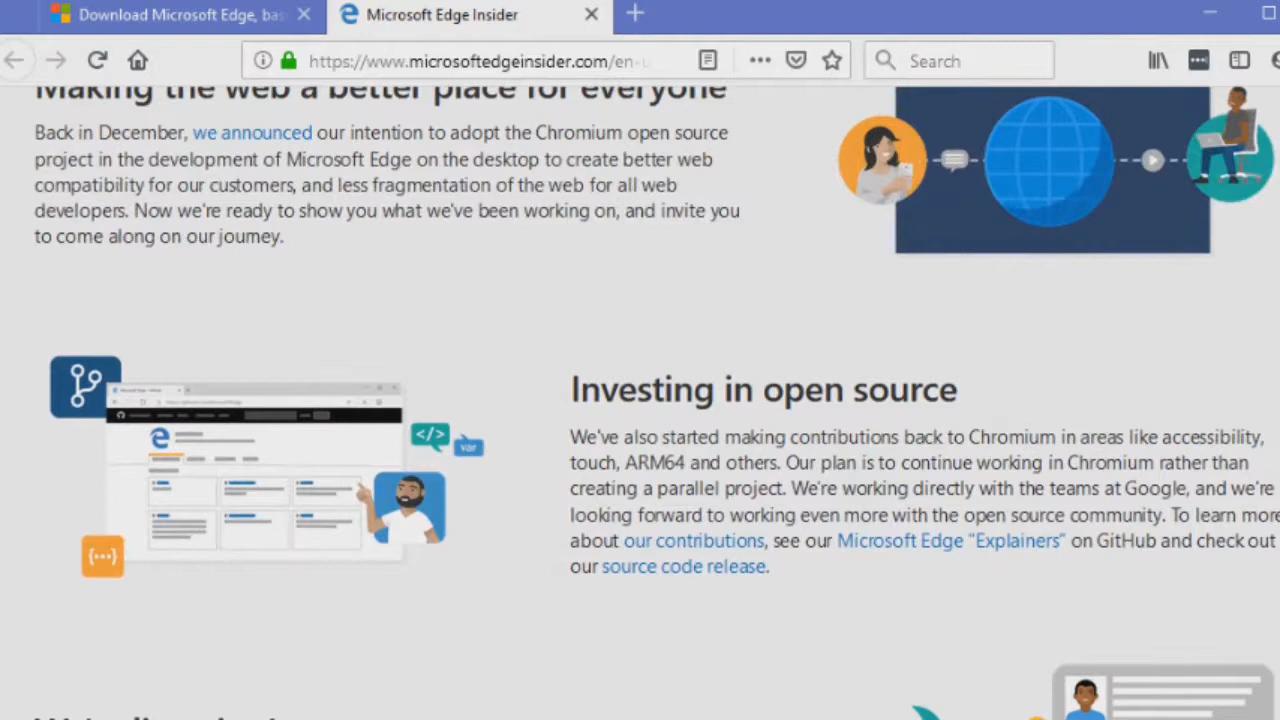 Download Microsoft Edge, bas
Microsoft Edge Insider
https://www.microsoftedgeinsider.com/en-u
Search
Making the web a better place for everyone
Back in December, we announced our intention to adopt the Chromium open source
project in the development of Microsoft Edge on the desktop to create better web
compatibility for our customers, and less fragmentation of the web for all web
developers. Now we're ready to show you what we've been working on, and invite you
to come along on our journey.
</>
var
{...}
Investing in open source
We've also started making contributions back to Chromium in areas like accessibility,
touch, ARM64 and others. Our plan is to continue working in Chromium rather than
creating a parallel project. We're working directly with the teams at Google, and we're
looking forward to working even more with the open source community. To learn more
about our contributions, see our Microsoft Edge "Explainers" on GitHub and check out
our source code release.